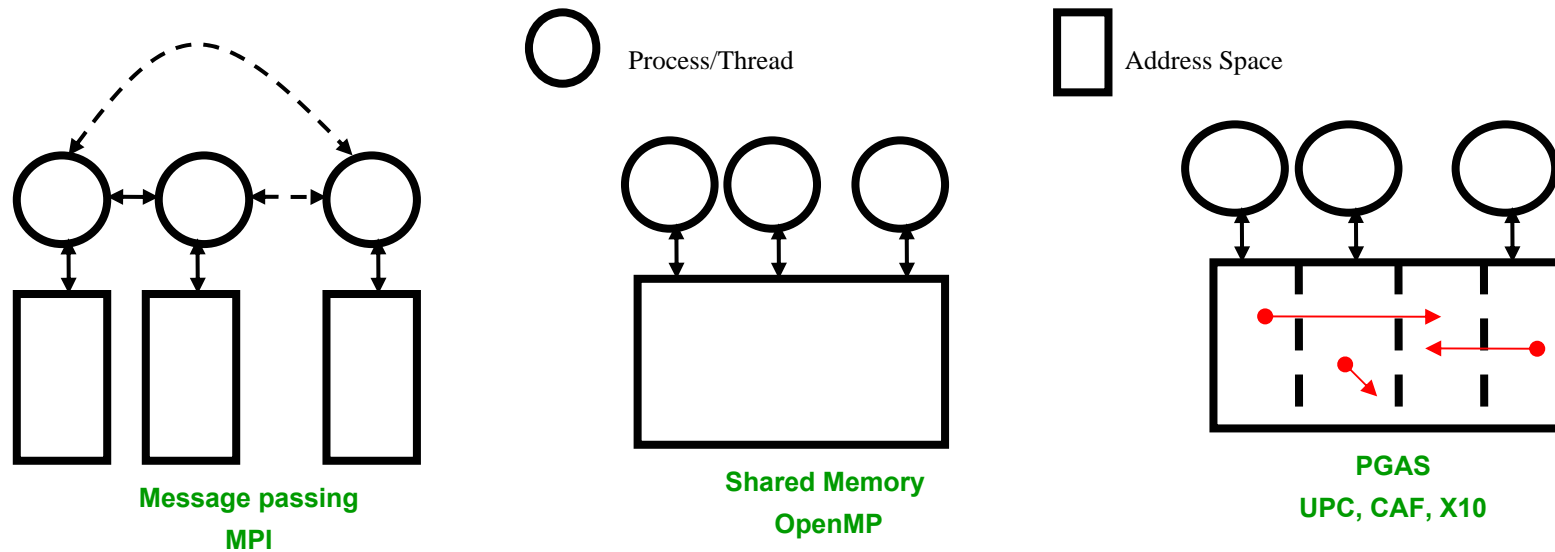 Process/Thread
Address Space
Message passing
MPI
Shared Memory
OpenMP
PGAS
UPC, CAF, X10